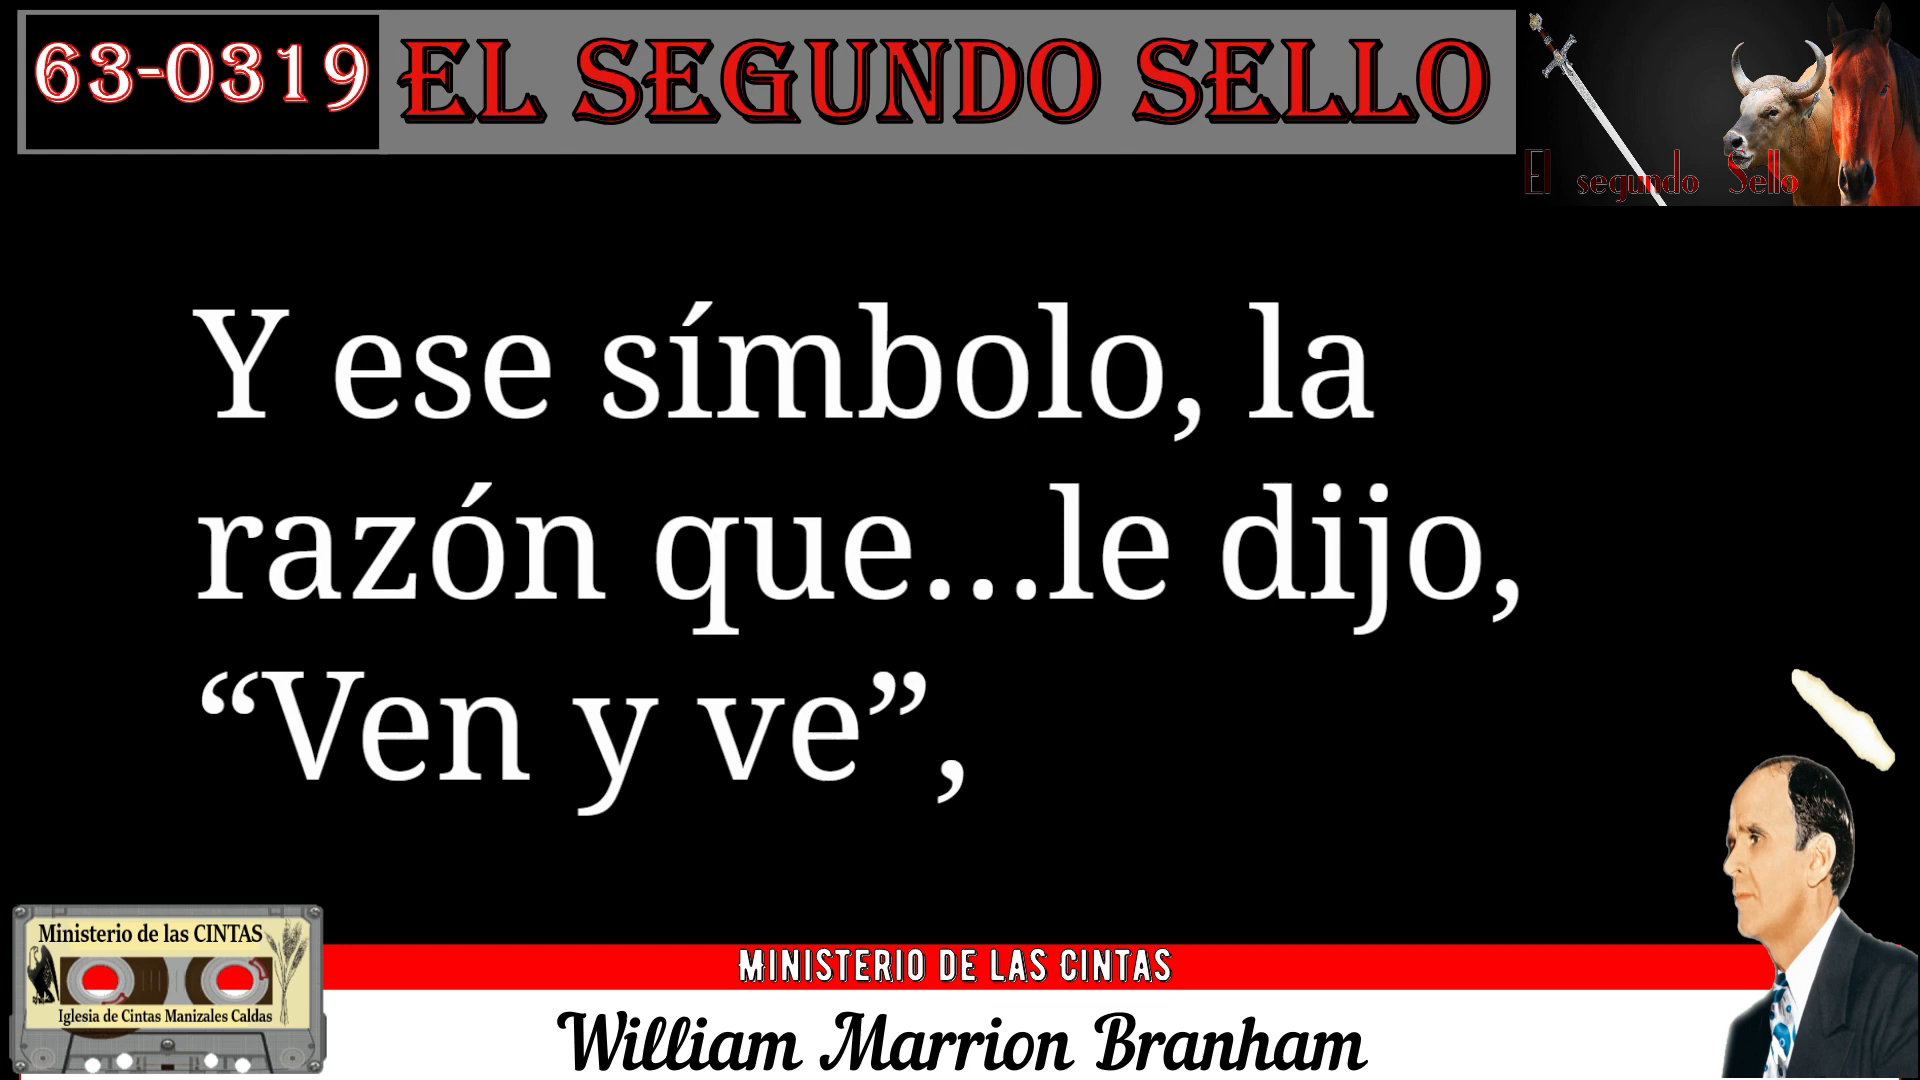 63-0319
EL SEGUNDO SELLO
El segundo Sello
Y ese símbolo, la
razón que...le dijo,
“Ven y ve”,
Ministerio de las CINTAS
Iglesia de Cintas Manizales Caldas
MINISTERIO DE LAS CINTAS
William Marrion Branham